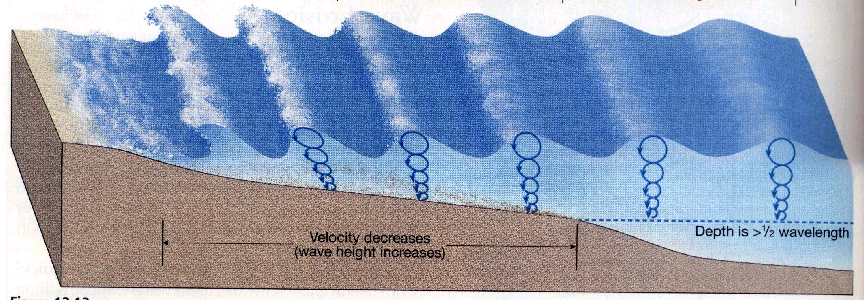 Depth is >½ wavelength
Velocity decreases
(wave height increases)